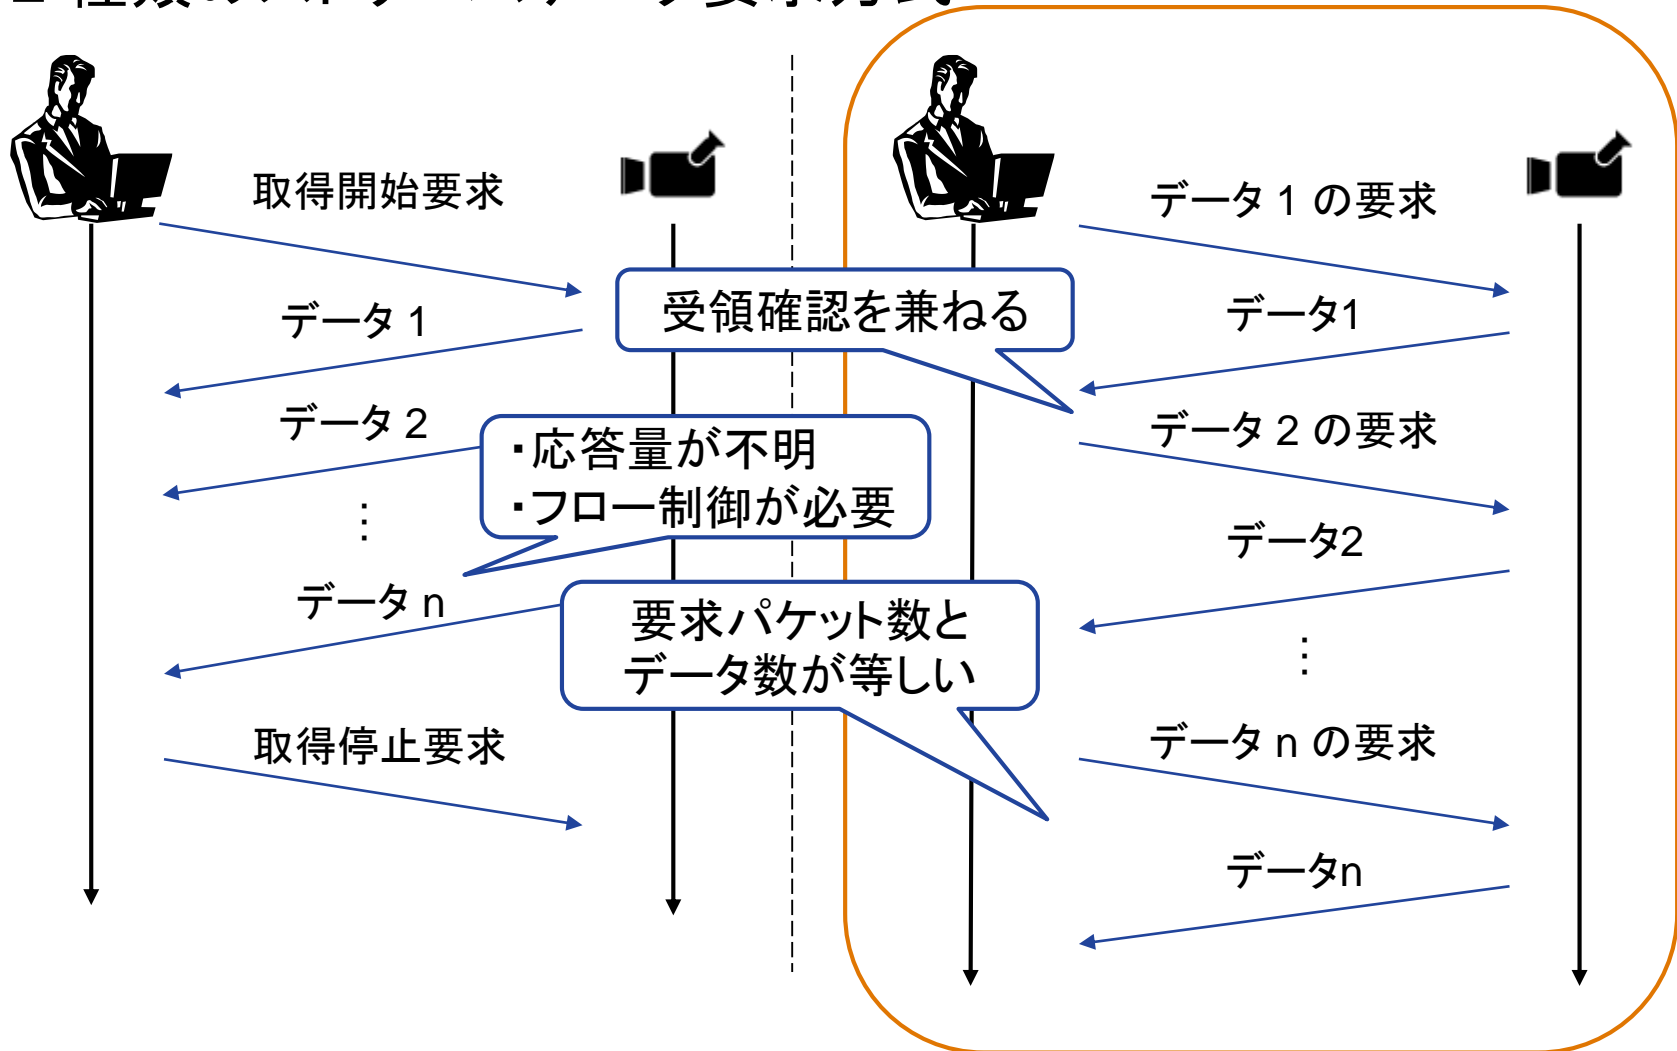 取得開始要求
データ 1
データ 2
⋮
データ n
取得停止要求
・応答量が不明
・フロー制御が必要
受領確認を兼ねる
要求パケット数と
データ数が等しい
データ 1 の要求
データ1
データ 2 の要求
データ2
⋮
データ n の要求
データn